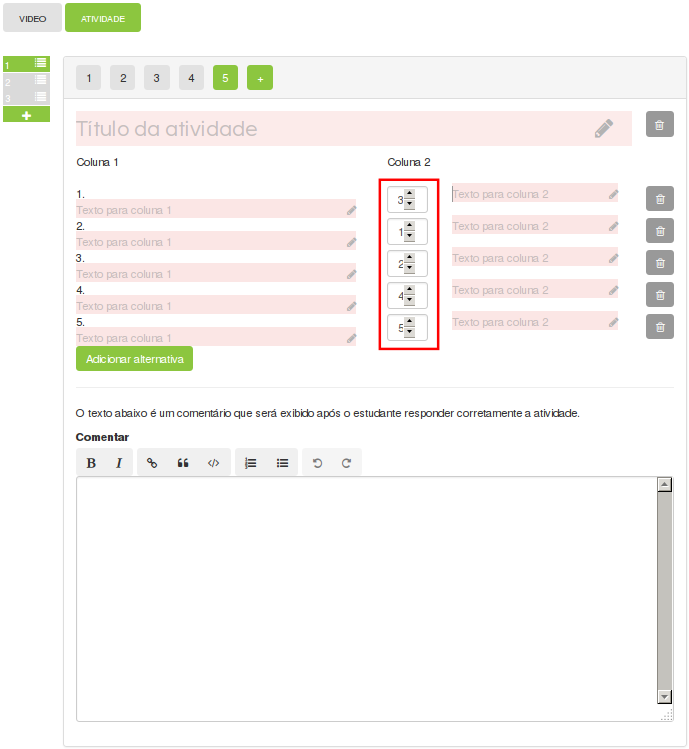 VIDEO ATIVIDADE
1
2
3
1 2 3 4 5 +
Título da atividade
Coluna 1 Coluna 2
1.
Texto para coluna 1 3 Texto para coluna 2
2.
Texto para coluna 1 1 Texto para coluna 2
3.
Texto para coluna 1 2 Texto para coluna 2
4.
Texto para coluna 1 4 Texto para coluna 2
5.
Texto para coluna 1 5 Texto para coluna 2
Adicionar alternativa
O texto abaixo é um comentário que será exibido após o estudante responder corretamente a atividade.
Comentar
B I